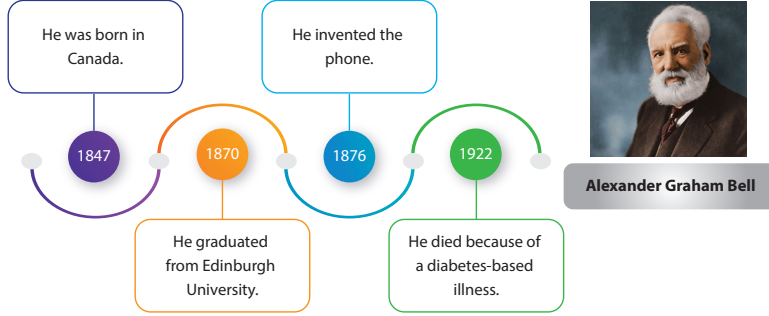 He was born in
Canada.
1847
1870
He graduated
from Edinburgh
University.
He invented the
phone.
1876
1922
He died because of
a diabetes-based
illness.
Alexander Graham Bell